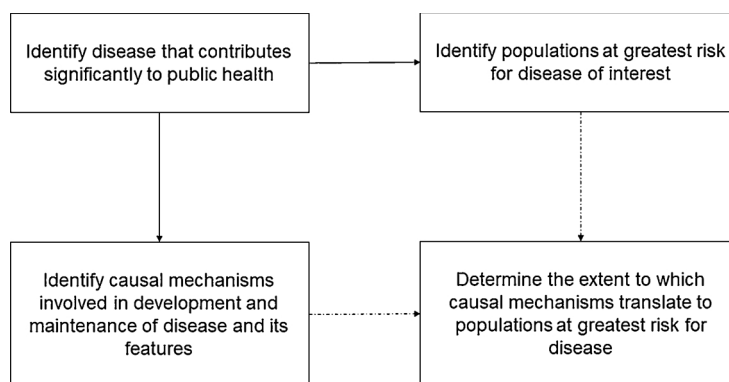 Identify disease that contributes
significantly to public health
Identify populations at greatest risk
for disease of interest
Identify causal mechanisms
involved in development and
maintenance of disease and its
features
Determine the extent to which
causal mechanisms translate to
populations at greatest risk for
disease